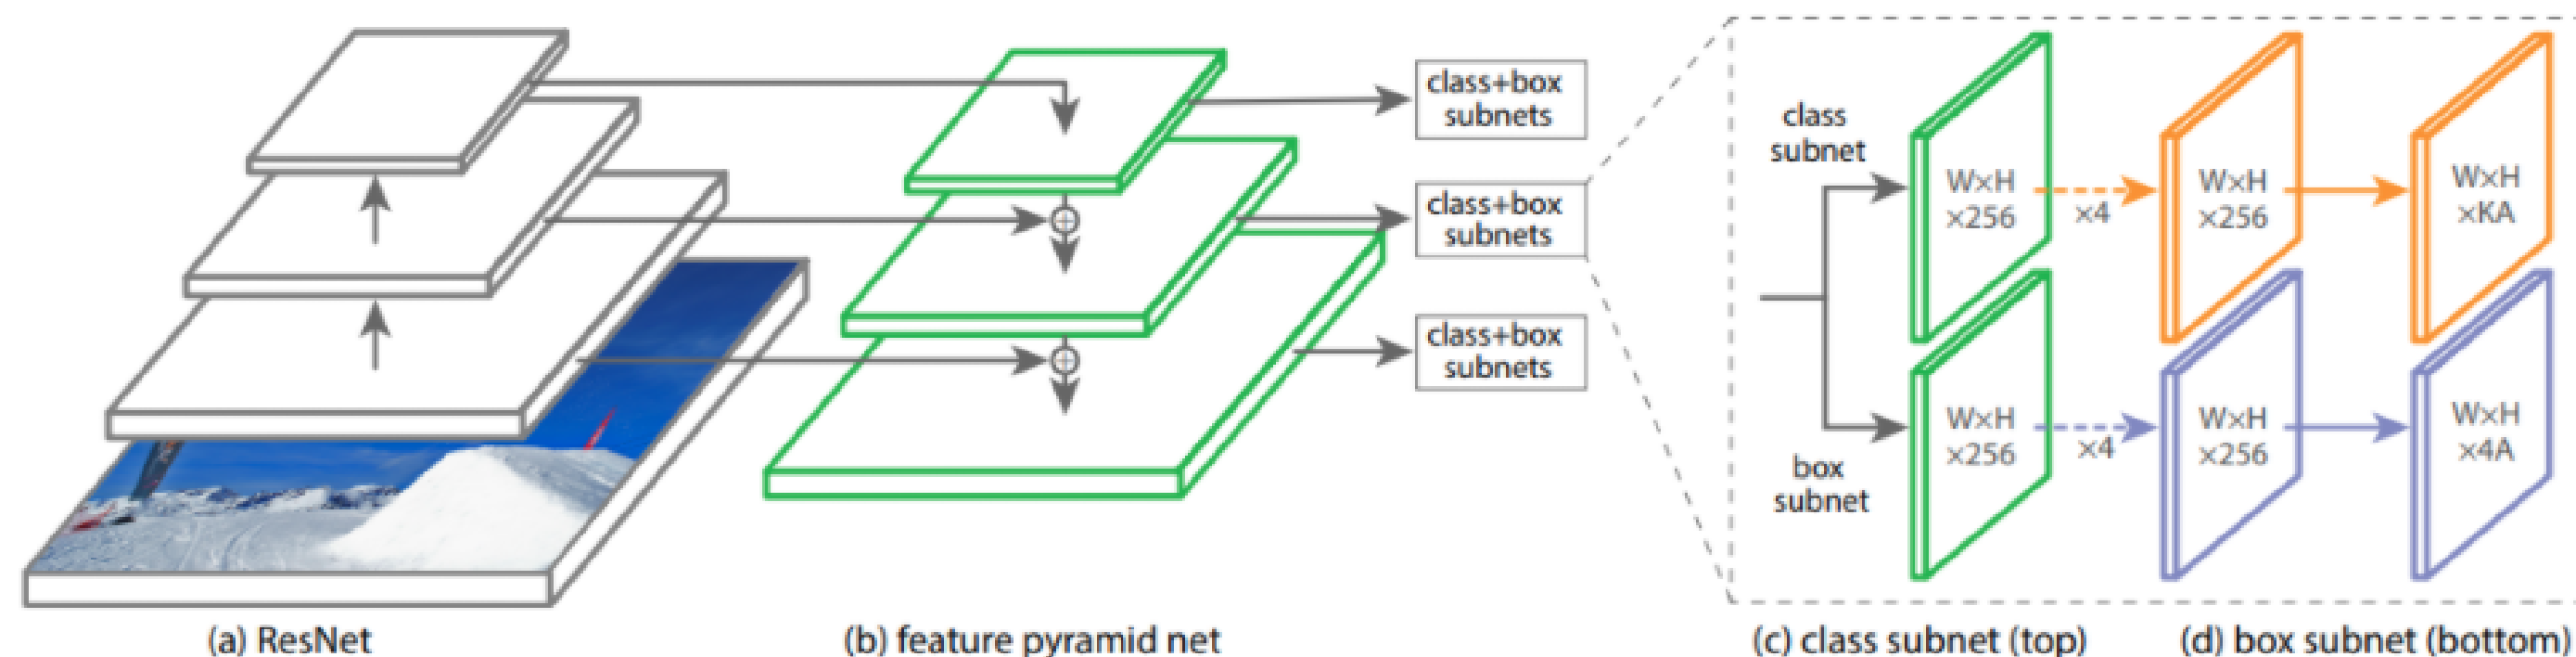 class+box
subnets
class+box
subnets
class+box
subnets
class
subnet
W×H
×256
×4
W×H
×256
W×H
×KA
box
subnet
W×H
×256
×4
W×H
×256
W×H
×4A
(a) ResNet
(b) feature pyramid net
(c) class subnet (top)
(d) box subnet (bottom)